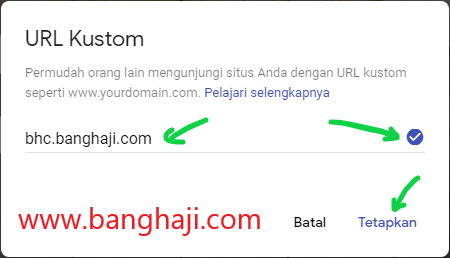 URL Kustom
Permudah orang lain mengunjungi situs Anda dengan URL kustom
seperti www.yourdomain.com. Pelajari selengkapnya
bhc.banghaji.com
www.banghaji.com
Batal
Tetapkan